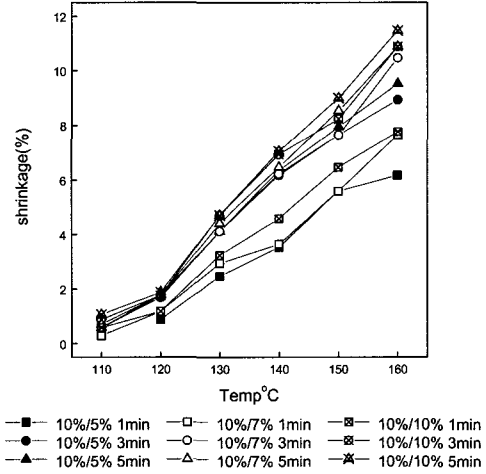 12
10
8
6
4
2
0
shrinkage(%)
110 120 130 140 150 160
Temp°C
10%/5% 1min 10%/7% 1min 10%/10% 1min
10%/5% 3min 10%/7% 3min 10%/10% 3min
10%/5% 5min 10%/7% 5min 10%/10% 5min